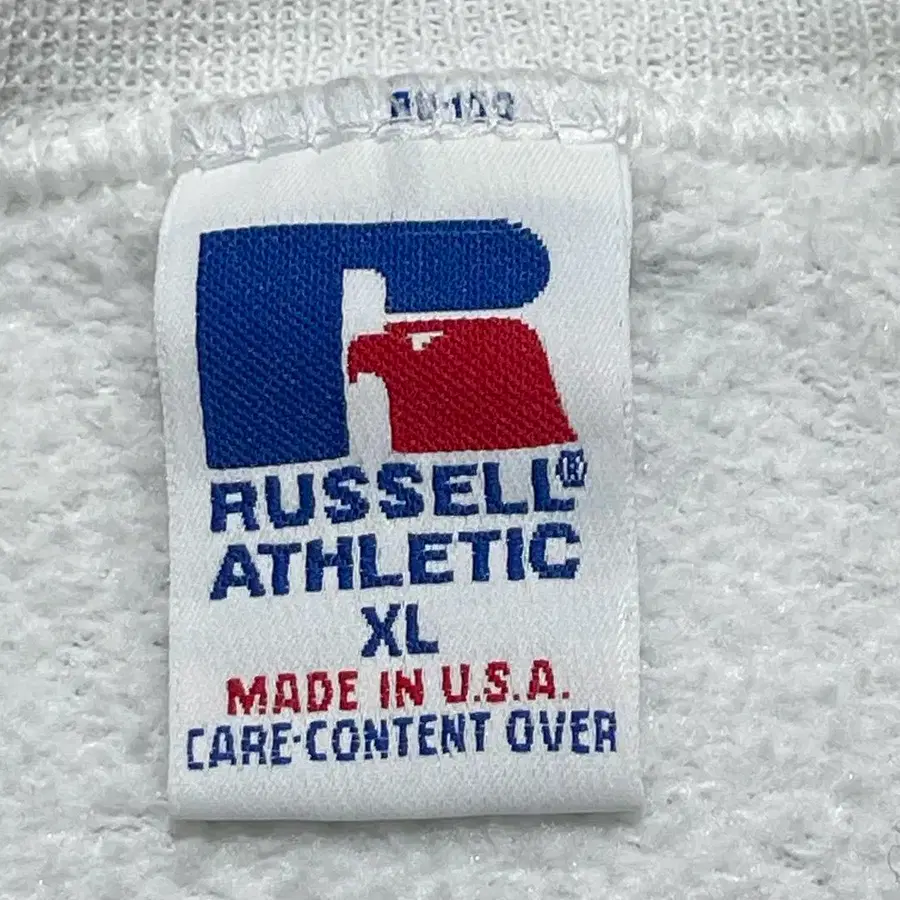 RUSSELL®
ATHLETIC
XL
MADE IN U.S.A.
CARE-CONTENT OVER